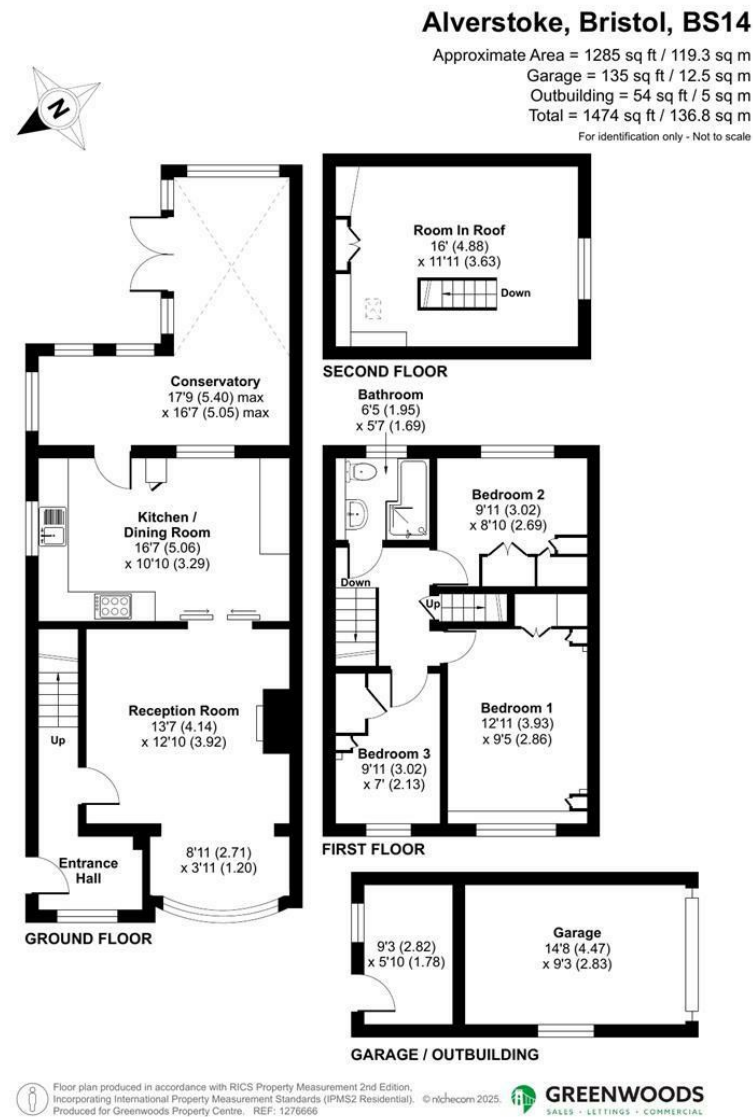 Alverstoke, Bristol, BS14
Approximate Area = 1285 sq ft / 119.3 sq m
Garage = 135 sq ft / 12.5 sq m
Outbuilding = 54 sq ft / 5 sq m
Total = 1474 sq ft / 136.8 sq m
For identification only - Not to scale
N
Room In Roof
16' (4.88)
x 11'11 (3.63)
Down
SECOND FLOOR
Conservatory
17'9 (5.40) max
x 16'7 (5.05) max
Kitchen /
Dining Room
16'7 (5.06)
x 10'10 (3.29)
Reception Room
13'7 (4.14)
x 12'10 (3.92)
Up
8'11 (2.71)
x 3'11 (1.20)
Entrance
Hall
GROUND FLOOR
Bathroom
6'5 (1.95)
x 5'7 (1.69)
Bedroom 2
9'11 (3.02)
x 8'10 (2.69)
Down
Up
Bedroom 1
12'11 (3.93)
x 9'5 (2.86)
Bedroom 3
9'11 (3.02)
x 7' (2.13)
FIRST FLOOR
9'3 (2.82)
x 5'10 (1.78)
Garage
14'8 (4.47)
x 9'3 (2.83)
GARAGE / OUTBUILDING
Floor plan produced in accordance with RICS Property Measurement 2nd Edition,
Incorporating International Property Measurement Standards (IPMS2 Residential). © nichecom 2025.
Produced for Greenwoods Property Centre. REF: 1276666
GREENWOODS
SALES - LETTINGS - COMMERCIAL